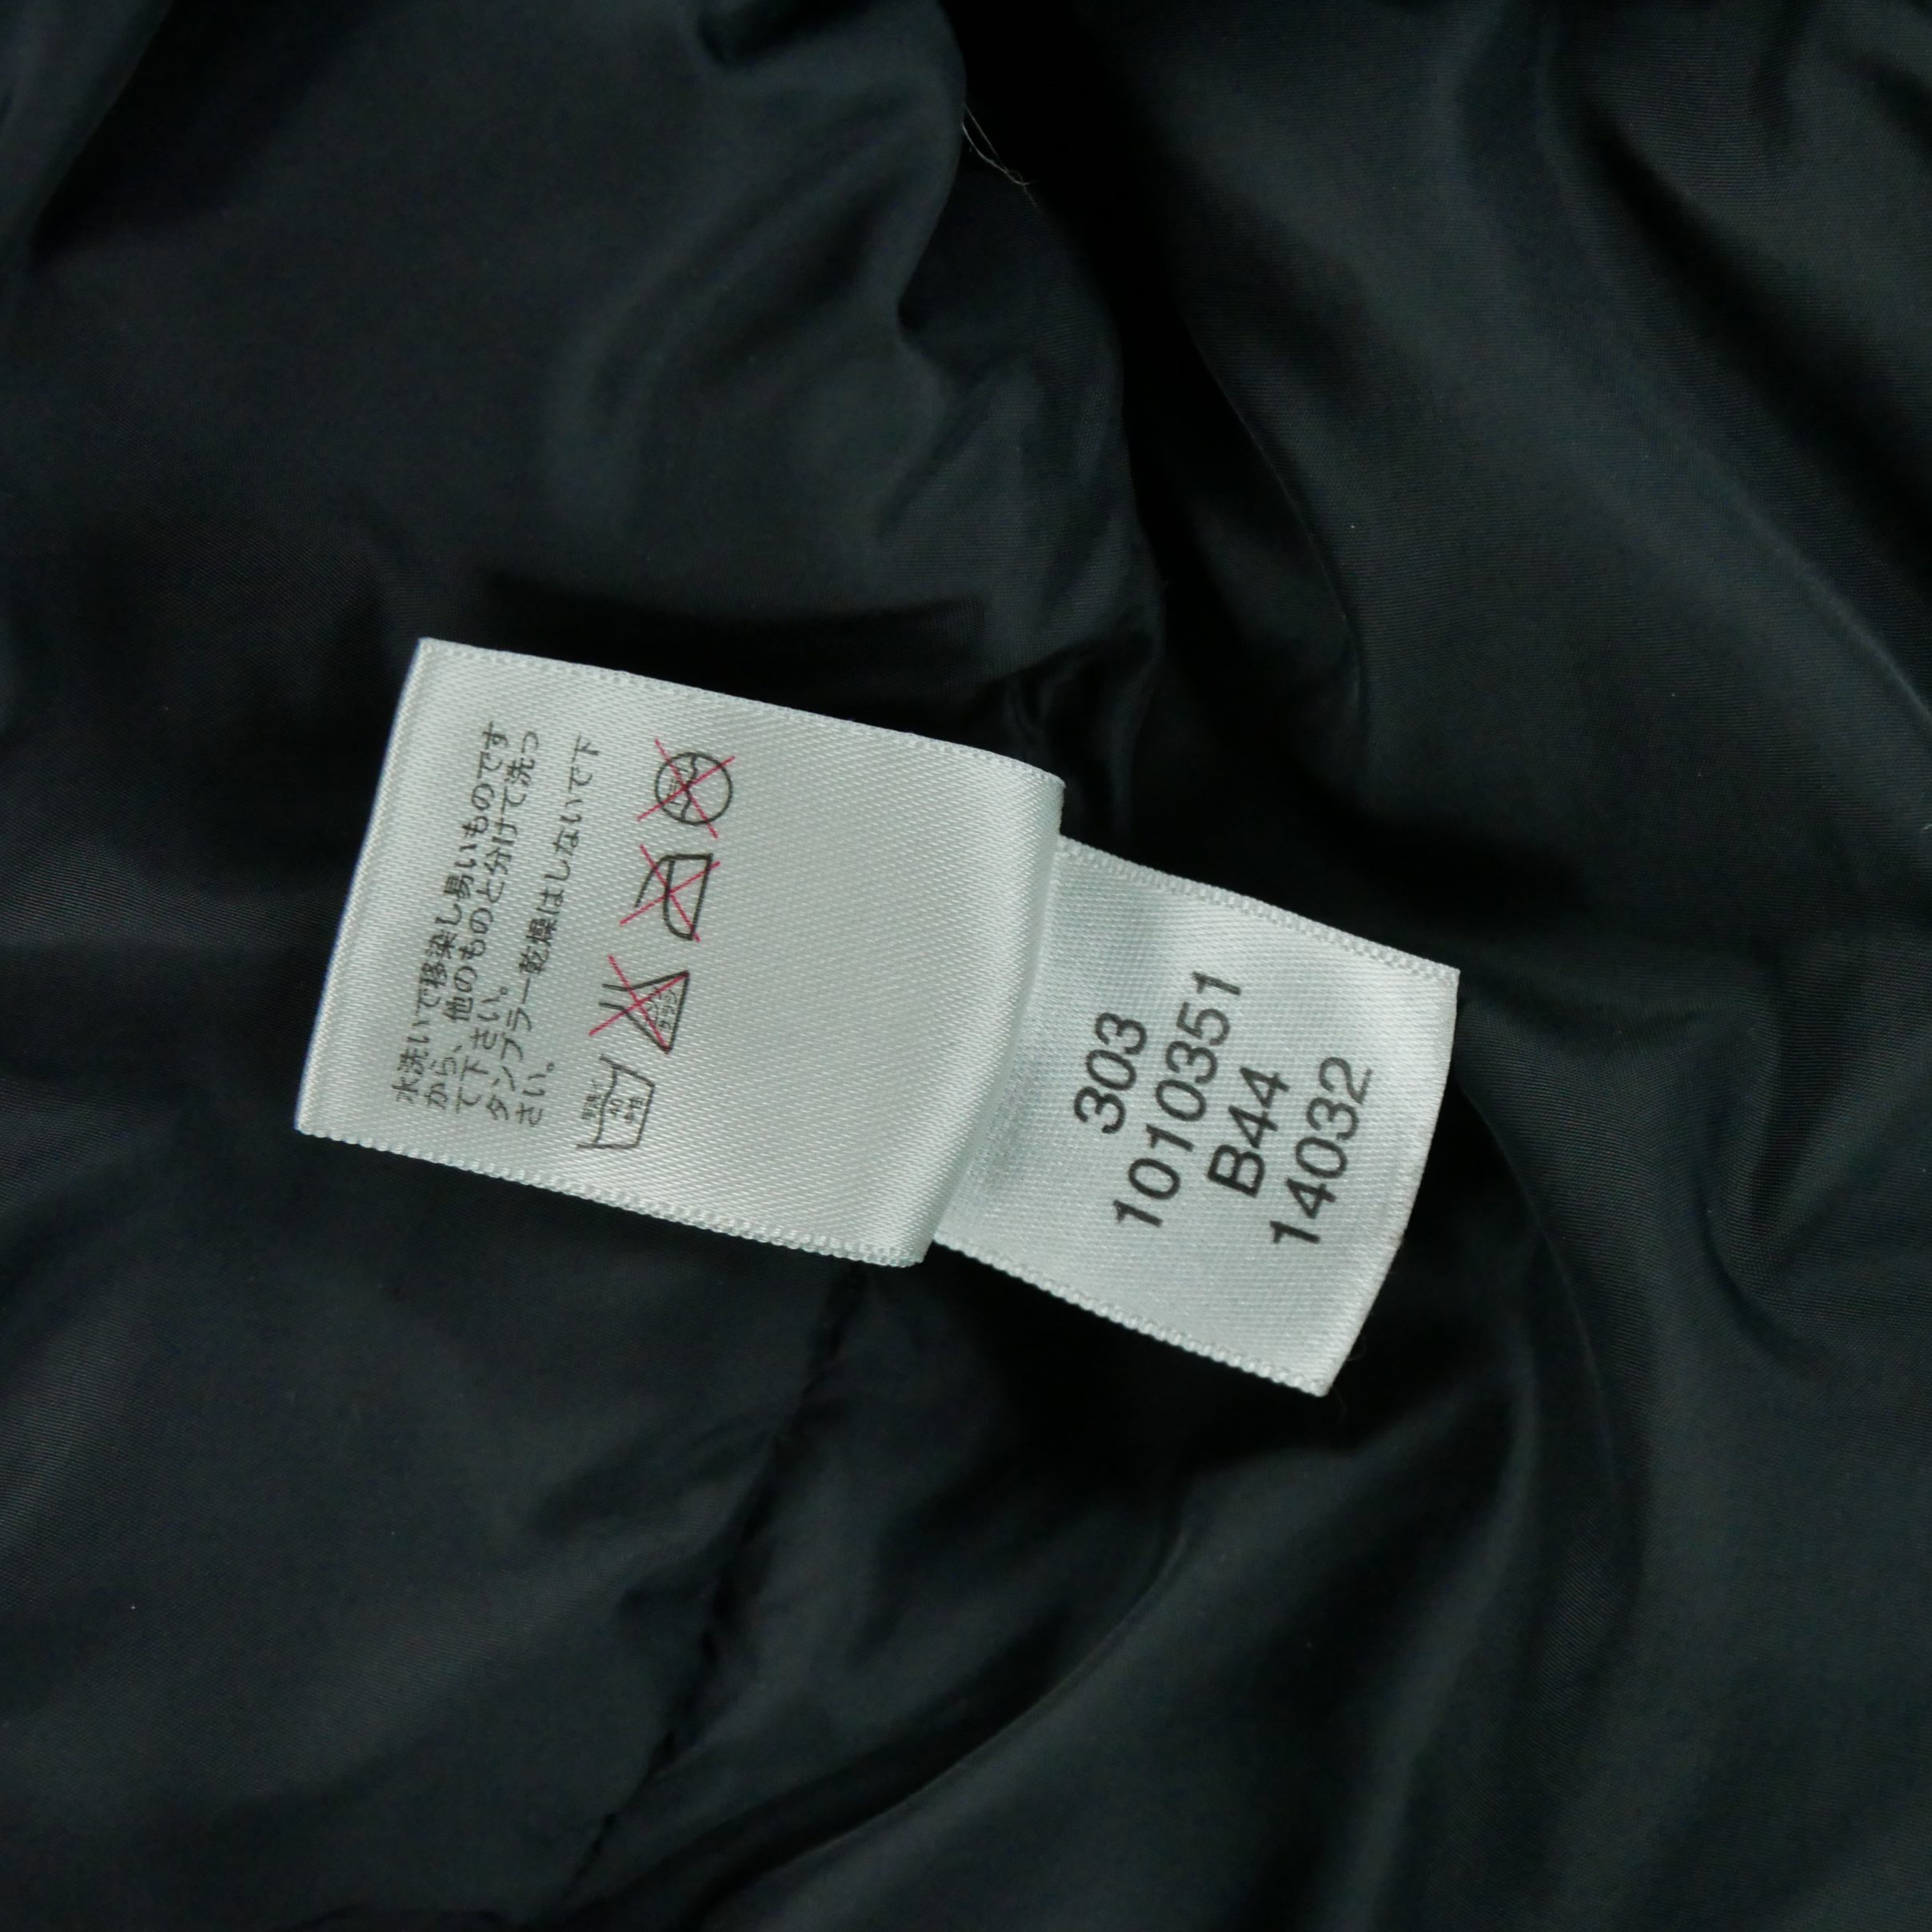 水洗いで移染し易いものです
から、他のものと分けて洗っ
て下さい。
タンブラー乾燥はしないで下
さい。
303
1010351
B44
14032